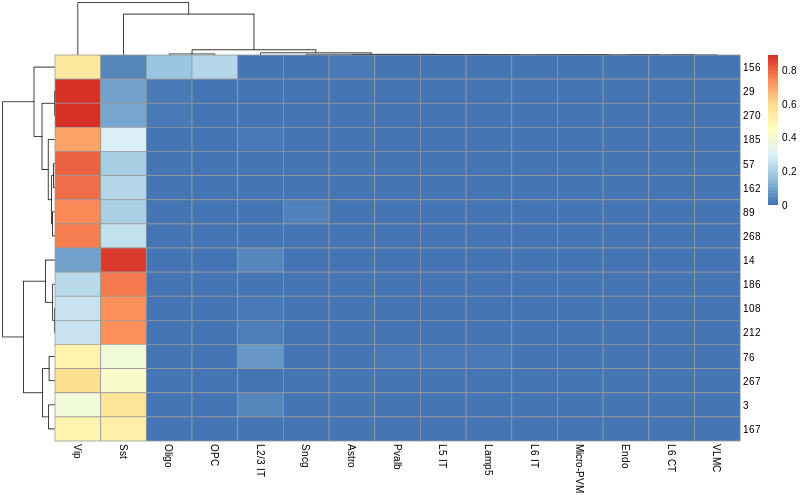 156
29
270
185
57
162
89
268
14
186
108
212
76
267
3
167
0.8
0.6
0.4
0.2
0
Vip
Sst
Oligo
OPC
L2/3 IT
Sncg
Astro
Pvalb
L5 IT
Lamp5
L6 IT
Micro-PVM
Endo
L6 CT
VLMC